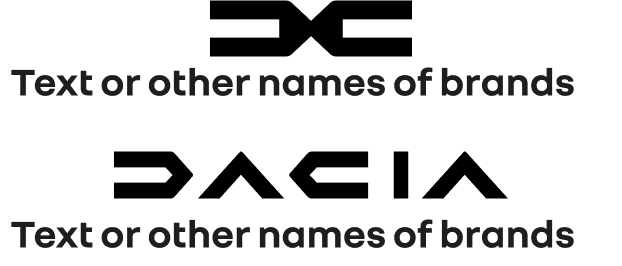 Text or other names of brands
DACIA
Text or other names of brands